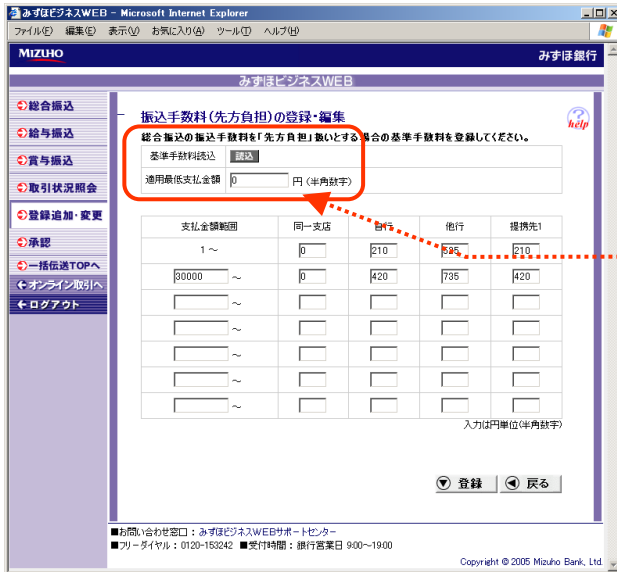 みずほビジネスWEB - Microsoft Internet Explorer
ファイル(F) 編集(E) 表示(V) お気に入り(A) ツール(T) ヘルプ(H)
MIZUHO みずほ銀行
みずほビジネスWEB
総合振込
給与振込
賞与振込
取引状況照会
登録追加・変更
承認
一括伝送TOPへ
オンライン取引へ
ログアウト
振込手数料(先方負担)の登録・編集
help
総合振込の振込手数料を「先方負担」扱いとする場合の基準手数料を登録してください。
基準手数料読込 読込
適用最低支払金額 0 円 (半角数字)
支払金額範囲 同一支店 自行 他行 提携先1
1 ～ 0 210 525 210
30000 ～ 0 420 735 420
～
～
～
～
～
入力は円単位(半角数字)
登録 戻る
■お問い合わせ窓口：みずほビジネスWEBサポートセンター
■フリーダイヤル：0120-153242 ■受付時間：銀行営業日 9:00～19:00
Copyright © 2005 Mizuho Bank, Ltd.